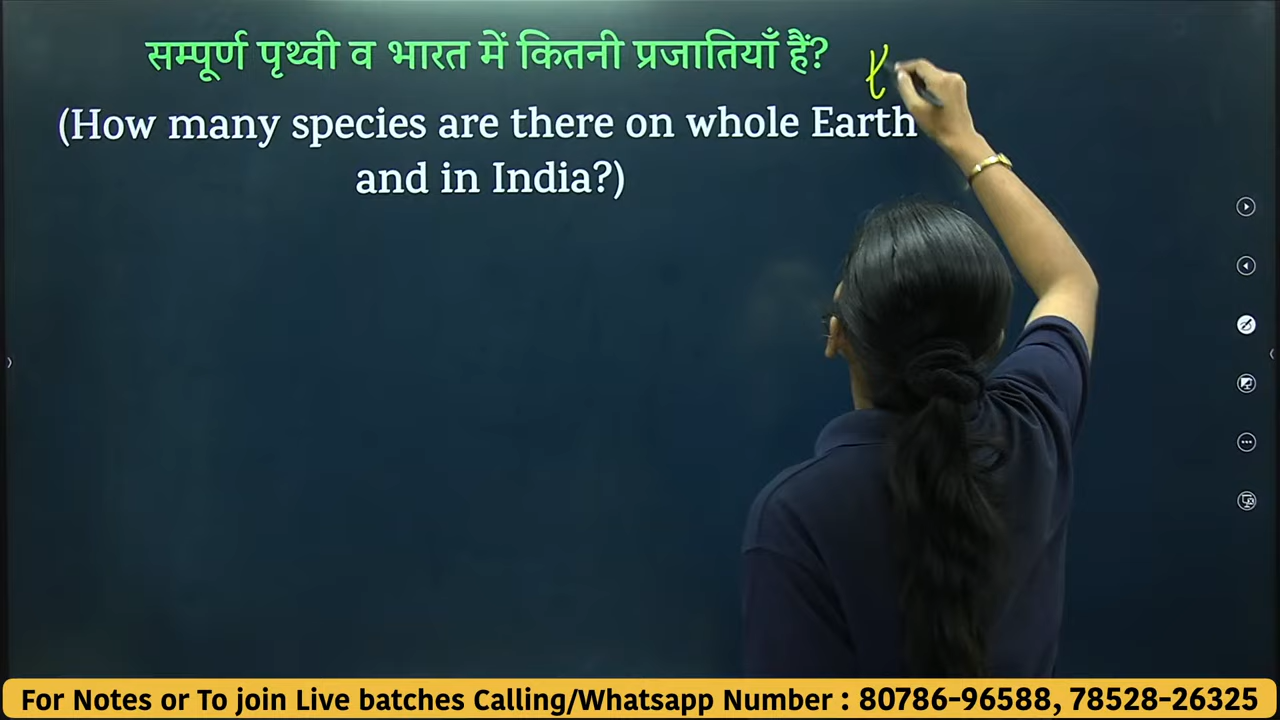 सम्पूर्ण पृथ्वी व भारत में कितनी प्रजातियाँ हैं?
(How many species are there on whole Earth
and in India?)
For Notes or To join Live batches Calling/Whatsapp Number : 80786-96588, 78528-26325